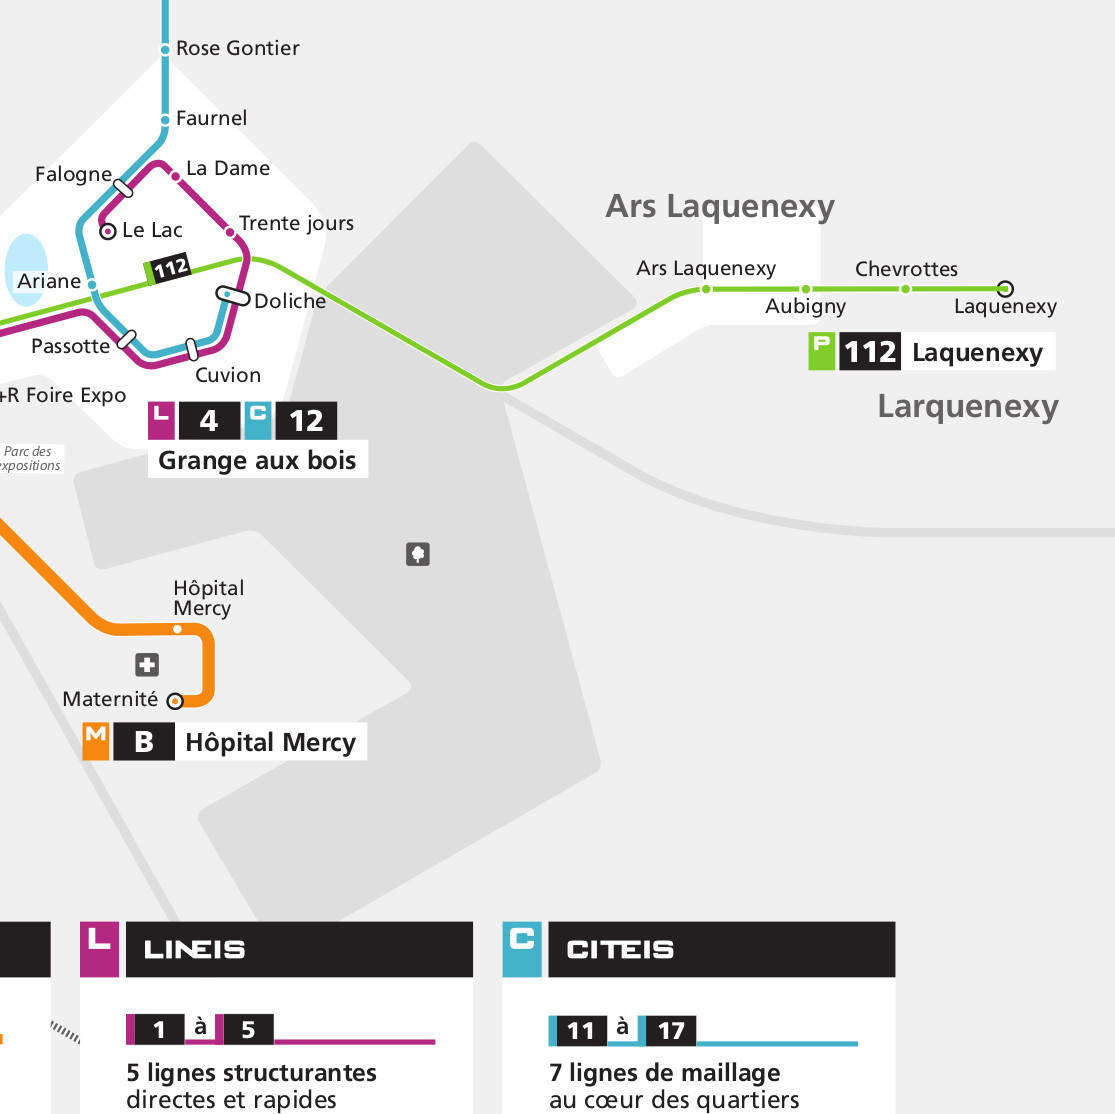 Rose Gontier
Faurnel
Falogne
La Dame
Le Lac
Trente jours
Ariane
112
Doliche
Passotte
Cuvion
+R Foire Expo
L 4 C 12
Grange aux bois
Parc des
expositions
Ars Laquenexy
Ars Laquenexy
Chevrottes
Aubigny
Laquenexy
P 112 Laquenexy
Larquenexy
Hôpital
Mercy
Maternité
M B Hôpital Mercy
L LINEIS
1 à 5
5 lignes structurantes
directes et rapides
C CITEIS
11 à 17
7 lignes de maillage
au cœur des quartiers